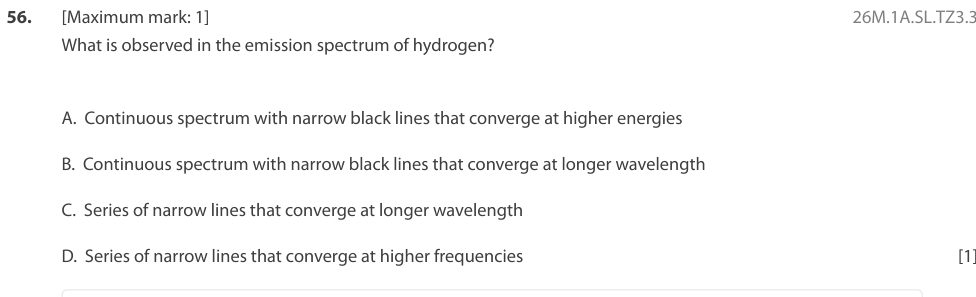 56. [Maximum mark: 1] 26M.1A.SL.TZ3.3
What is observed in the emission spectrum of hydrogen?
A. Continuous spectrum with narrow black lines that converge at higher energies
B. Continuous spectrum with narrow black lines that converge at longer wavelength
C. Series of narrow lines that converge at longer wavelength
D. Series of narrow lines that converge at higher frequencies [1]